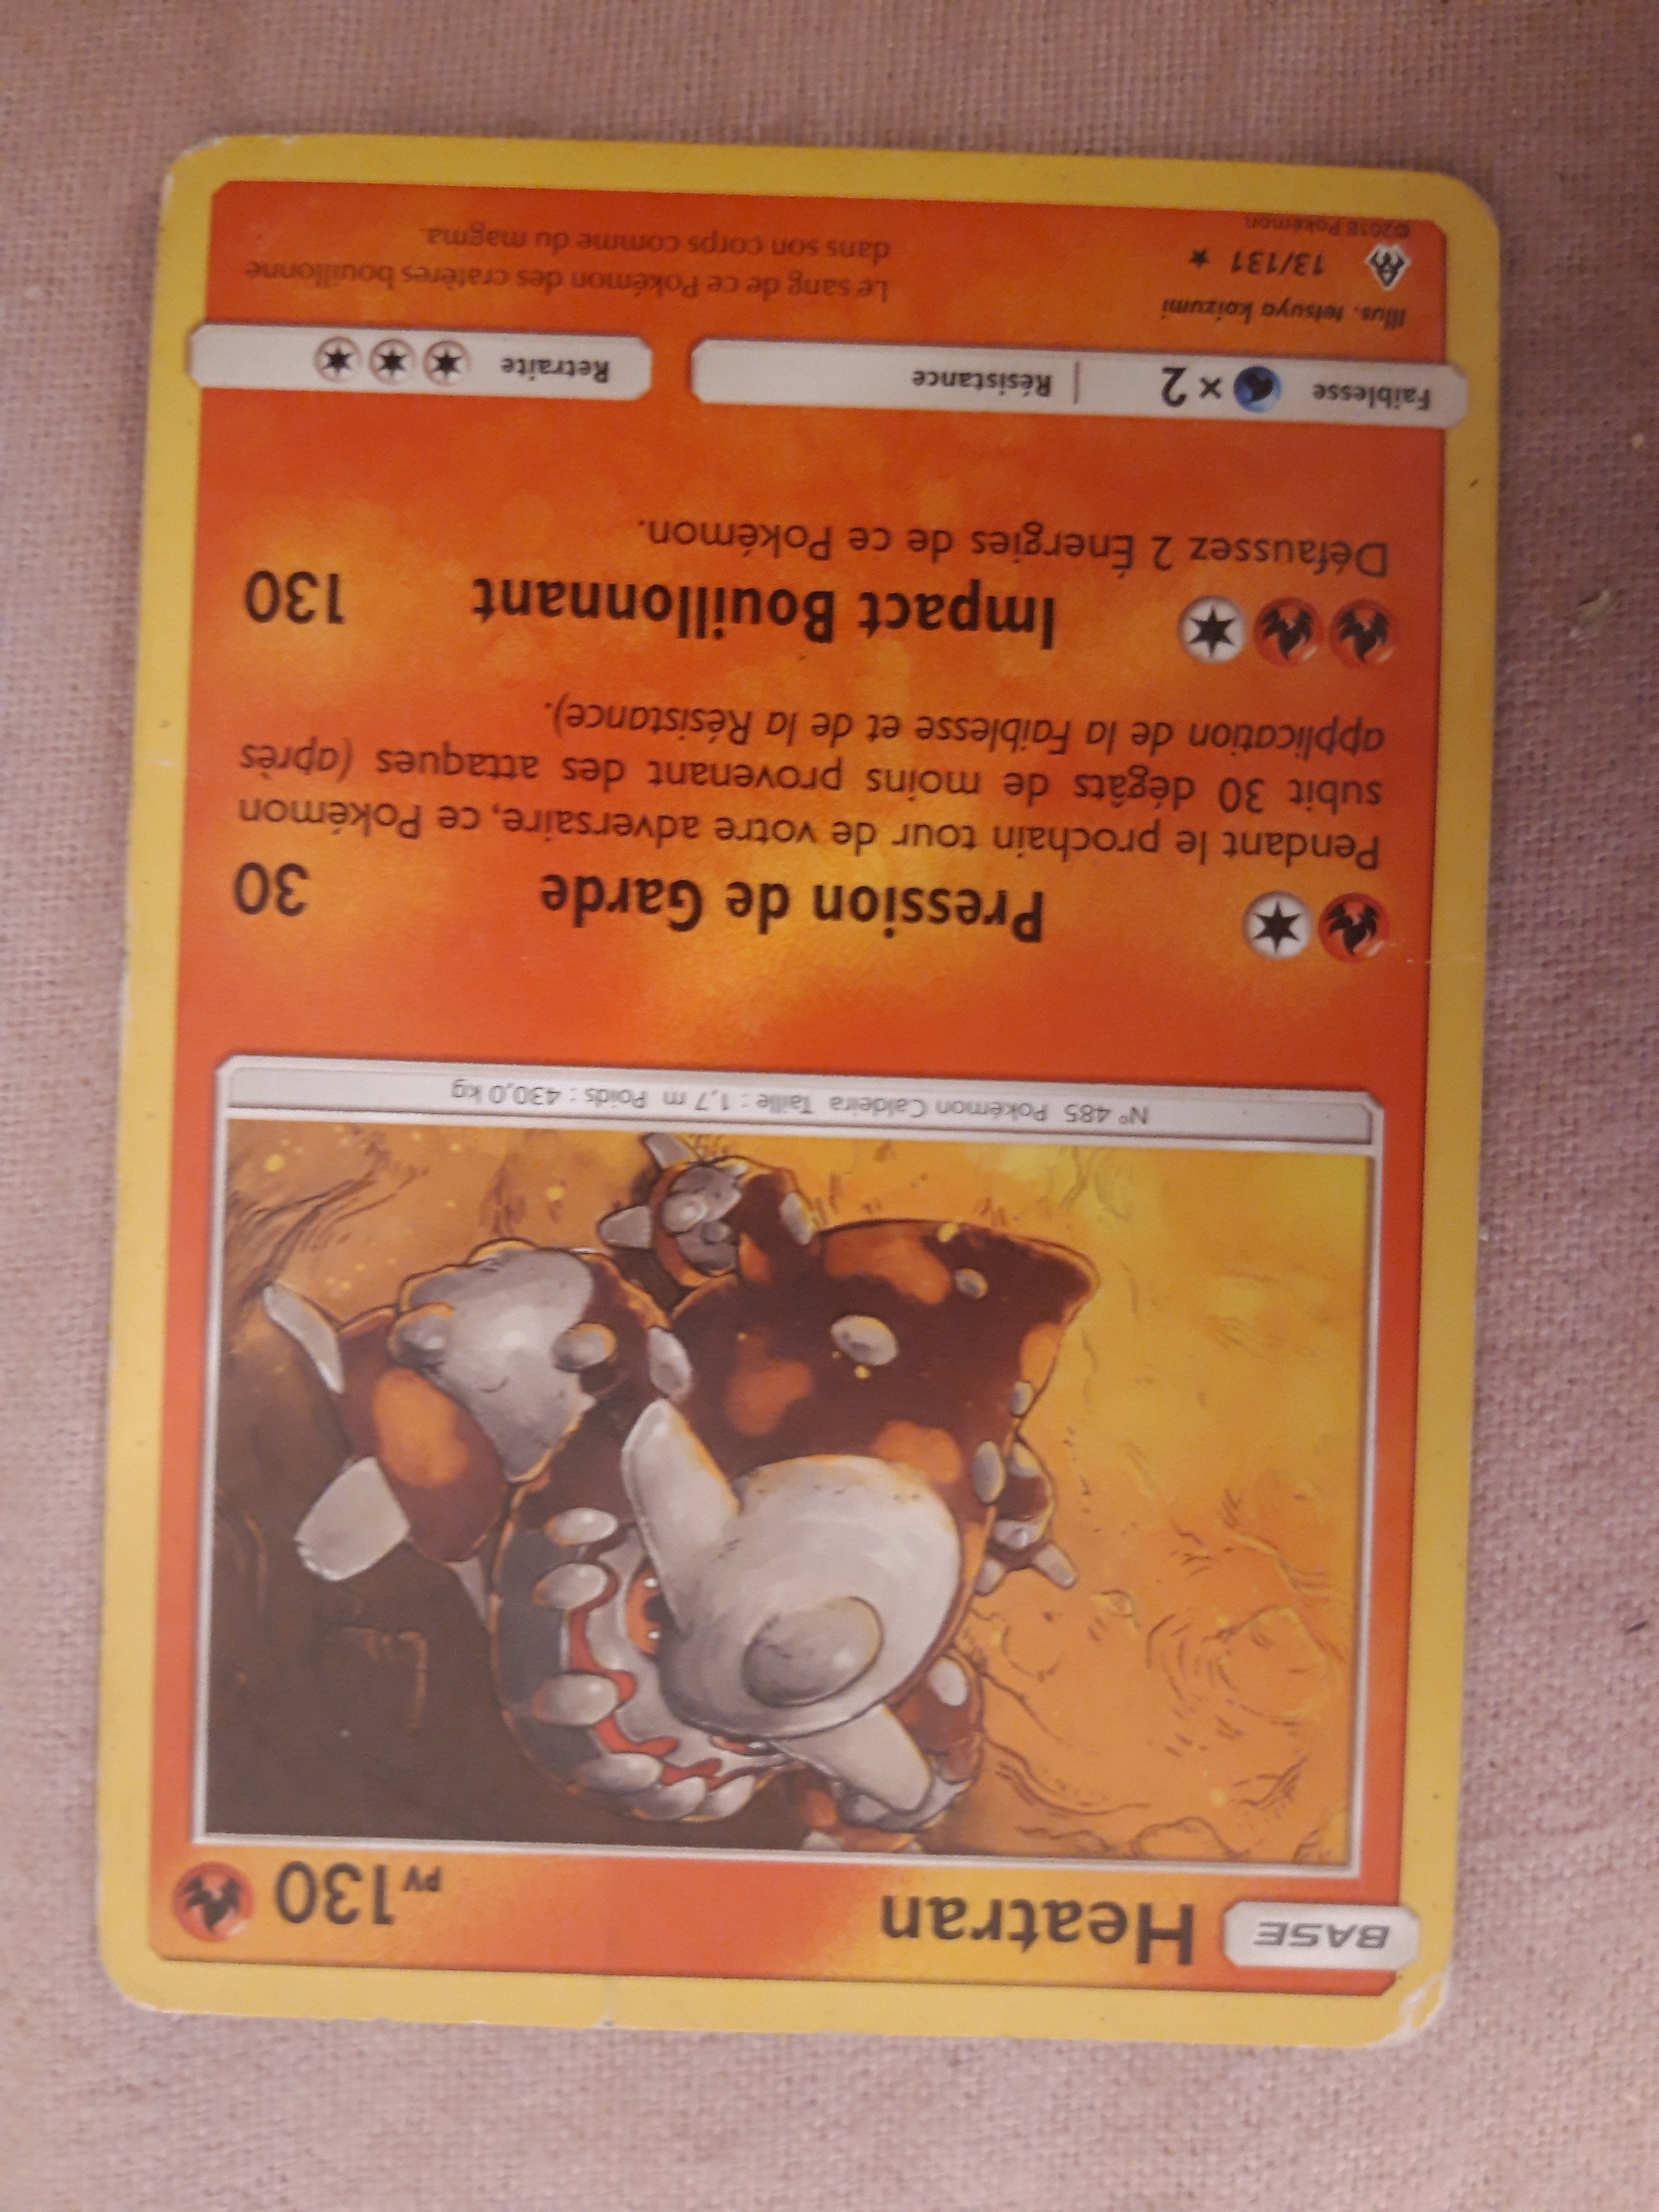 BASE Heatran PV 130
N° 485 Pokémon Caldeira Taille : 1,7 m Poids : 430,0 kg
Pression de Garde 30
Pendant le prochain tour de votre adversaire, ce Pokémon
subit 30 dégâts de moins provenant des attaques (après
application de la Faiblesse et de la Résistance).
Impact Bouillonnant 130
Défaussez 2 Énergies de ce Pokémon.
Faiblesse ×2 Résistance Retraite
Illus. tetsuya koizumi
13/131 ★
©2018 Pokémon
Le sang de ce Pokémon des cratères bouillonne
dans son corps comme du magma.